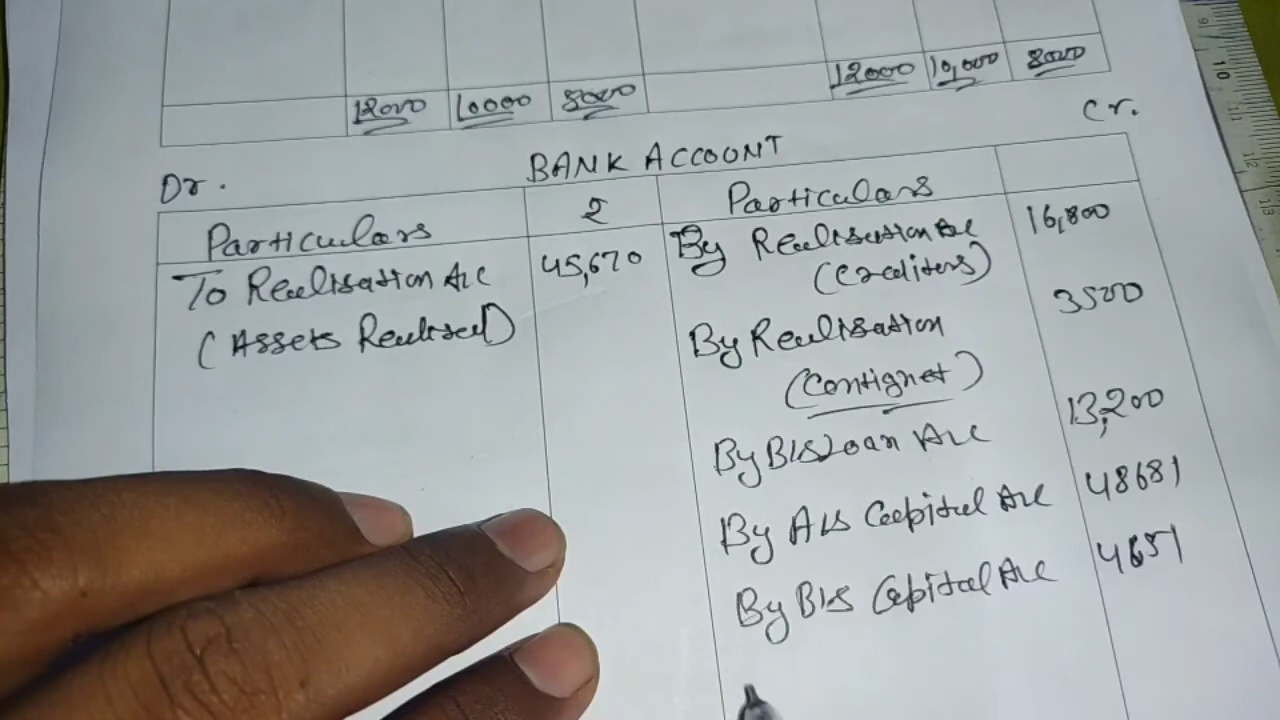 12000 10000 8000 12000 10,000 8000
Dr. BANK ACCOUNT Cr.
Particulars ₹ Particulars
To Realisation A/c 45,670 By Realisation A/c 16,800
(Assets Realised) (Creditors)
By Realisation 3500
(Contignet)
By B's Loan A/c 13,200
By A's Capital A/c 48681
By B's Capital A/c 4651